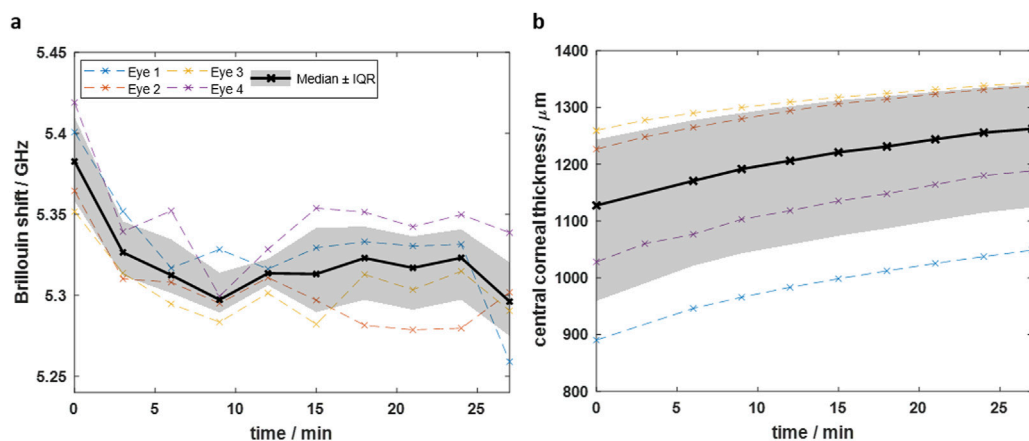 a
5.45
5.4
5.35
5.3
5.25
Brillouin shift / GHz
Eye 1
Eye 3
Median ± IQR
Eye 2
Eye 4
0
5
10
15
20
25
time / min
b
1400
1300
1200
1100
1000
900
800
central corneal thickness / μm
0
5
10
15
20
25
time / min